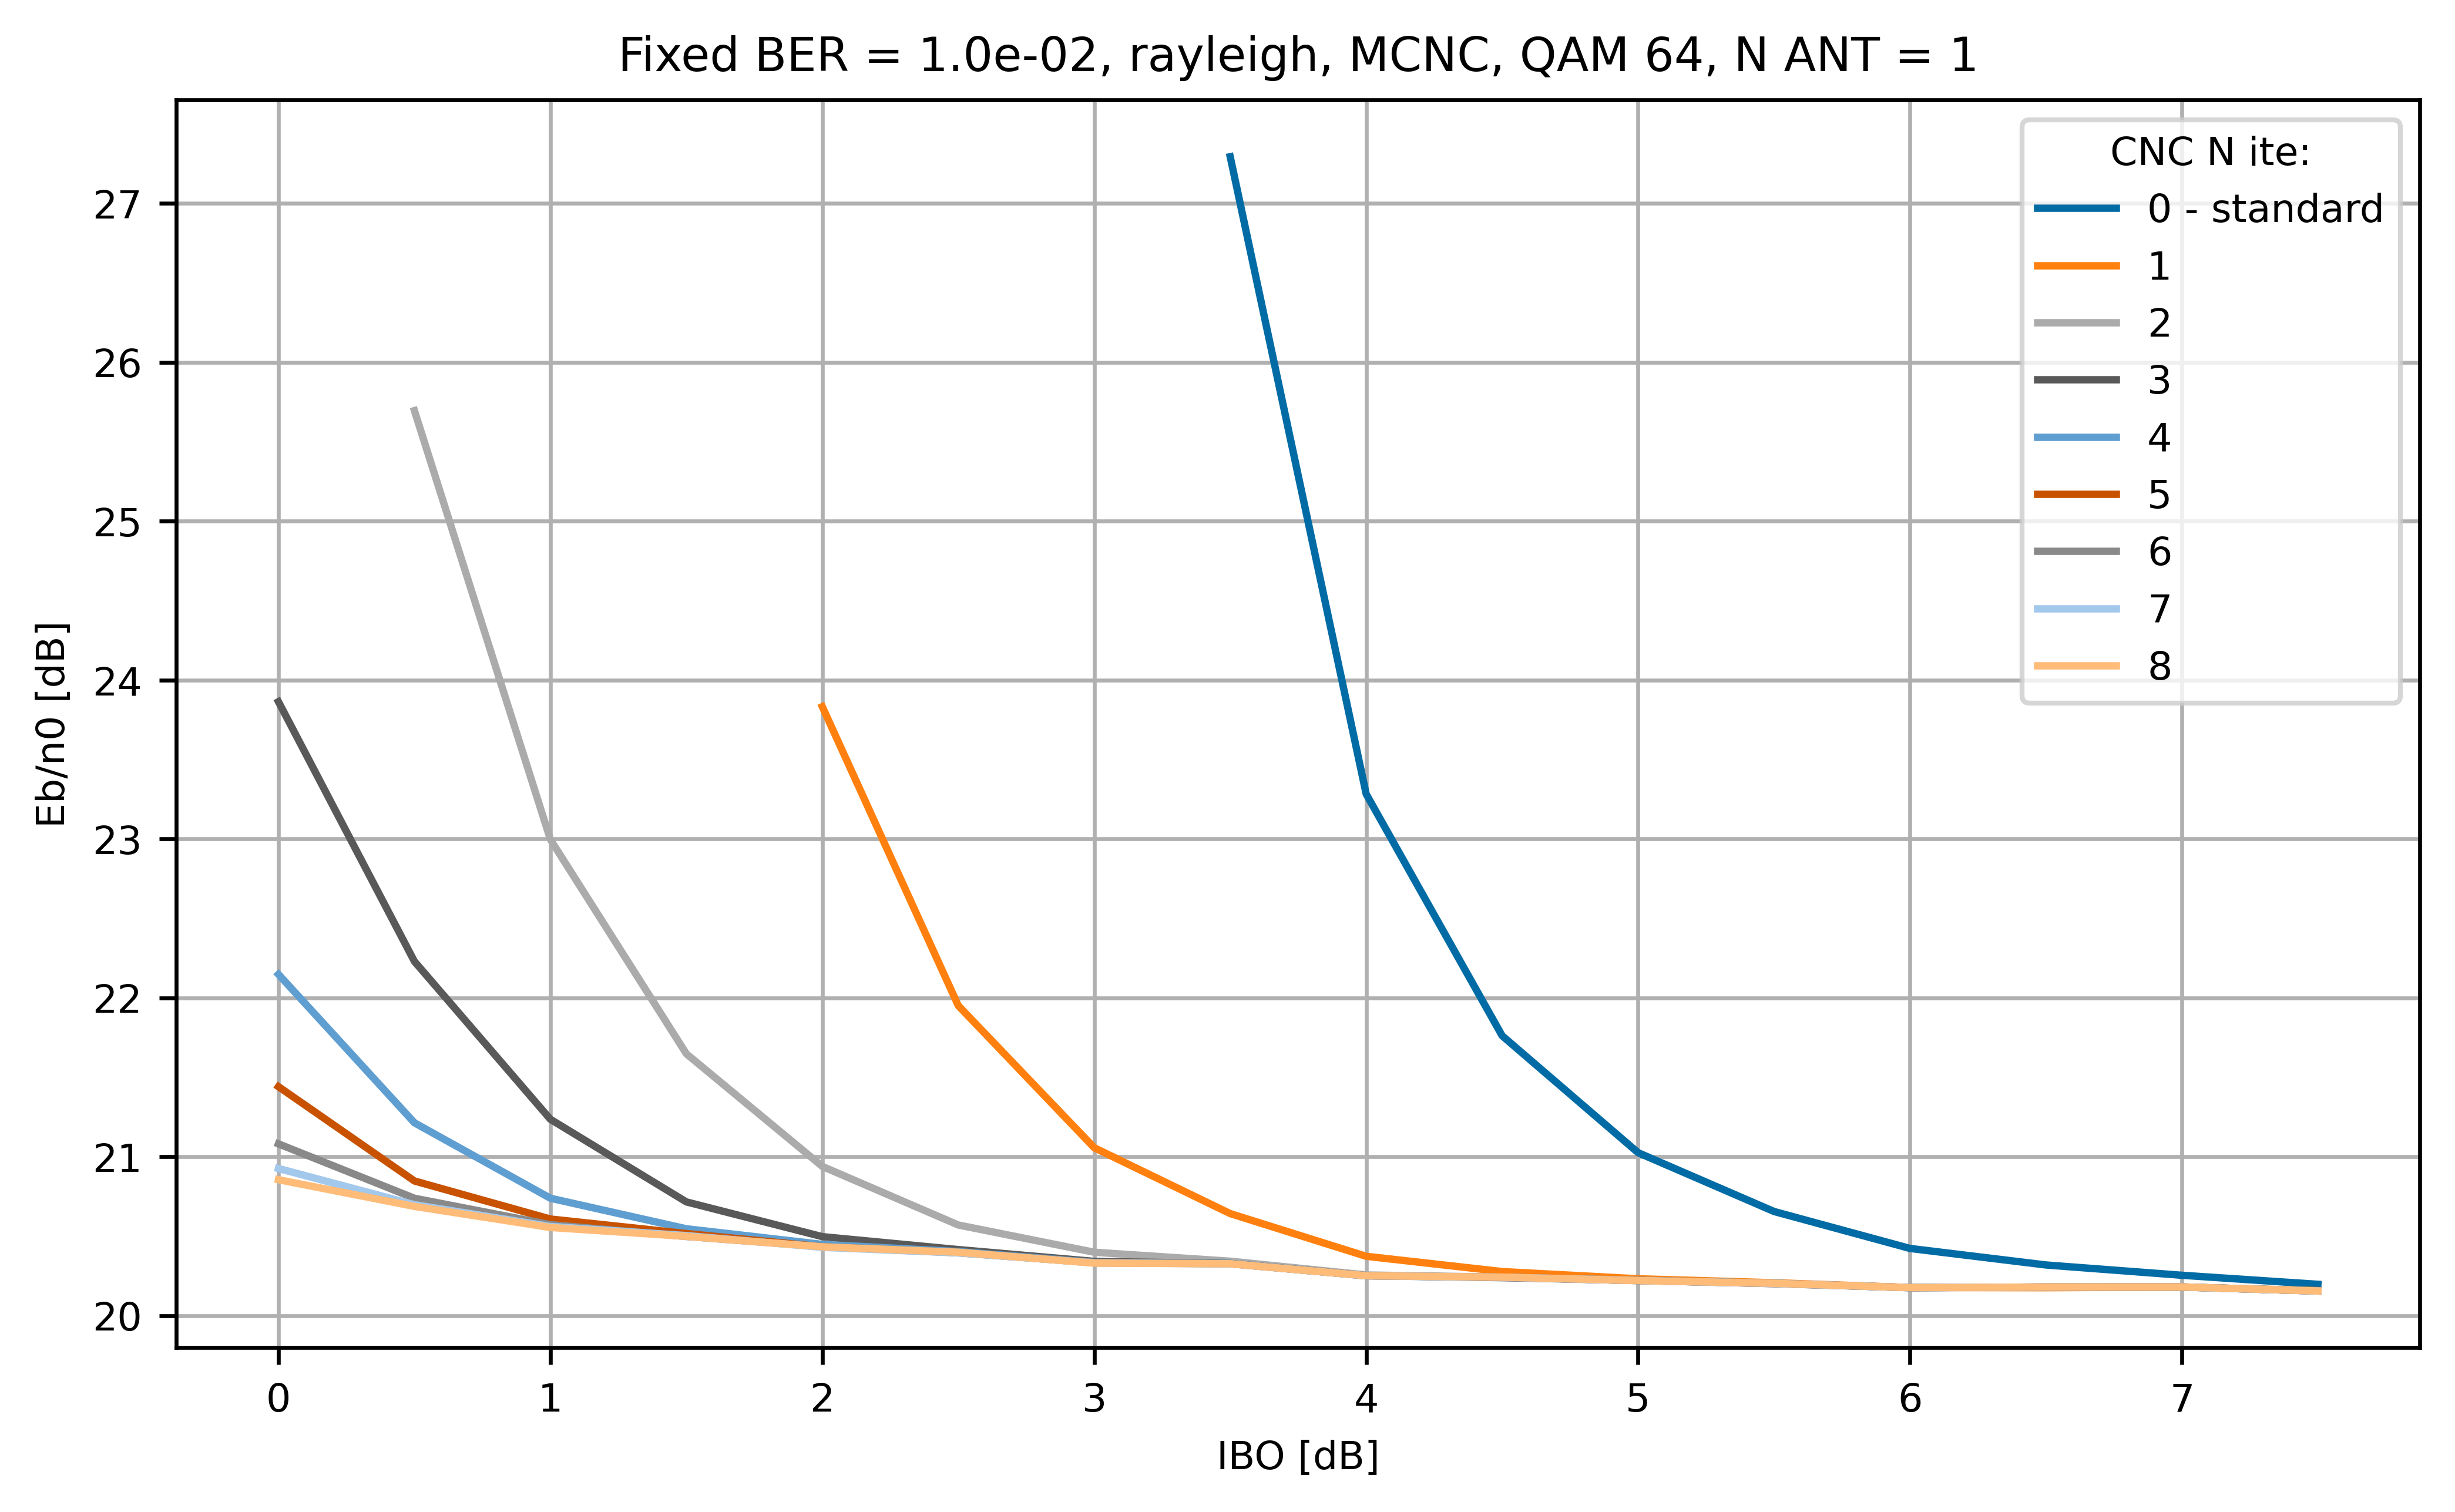 Fixed BER = 1.0e-02, rayleigh, MCNC, QAM 64, N ANT = 1
CNC N ite:
0 - standard
1
2
3
4
5
6
7
8
27
26
25
24
23
22
21
20
Eb/n0 [dB]
0 1 2 3 4 5 6 7
IBO [dB]